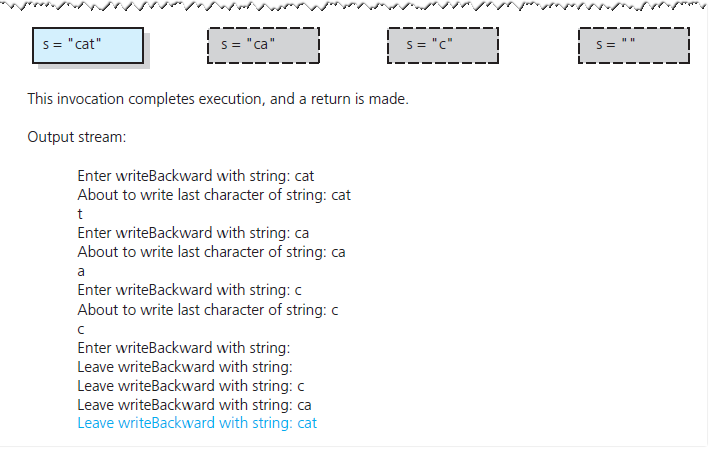 s = "cat" s = "ca" s = "c" s = ""
This invocation completes execution, and a return is made.
Output stream:
Enter writeBackward with string: cat
About to write last character of string: cat
t
Enter writeBackward with string: ca
About to write last character of string: ca
a
Enter writeBackward with string: c
About to write last character of string: c
c
Enter writeBackward with string:
Leave writeBackward with string:
Leave writeBackward with string: c
Leave writeBackward with string: ca
Leave writeBackward with string: cat